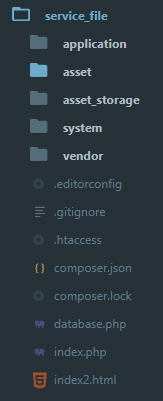 service_file
application
asset
asset_storage
system
vendor
.editorconfig
.gitignore
.htaccess
composer.json
composer.lock
database.php
index.php
index2.html